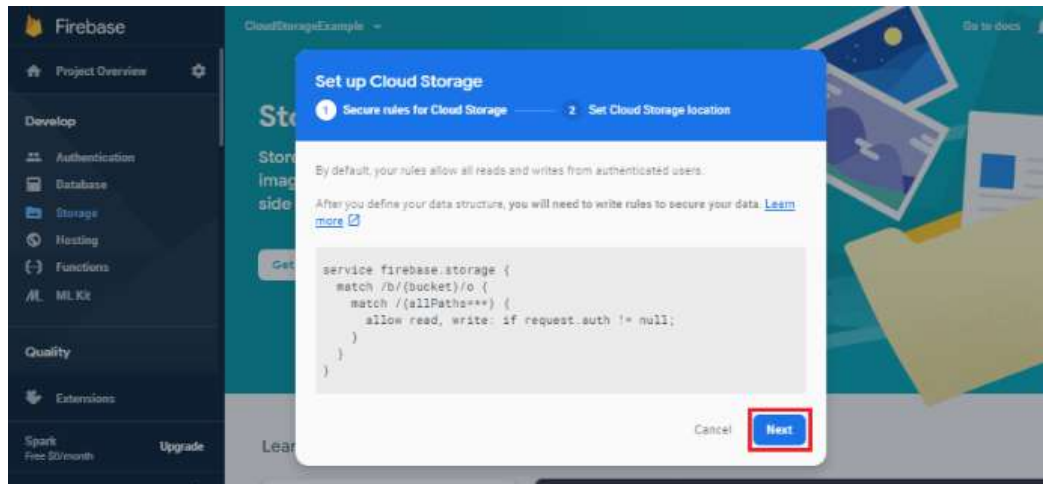 Firebase
CloudStorageExample
Go to docs
Project Overview
Develop
Authentication
Database
Storage
Hosting
Functions
ML Kit
Quality
Extensions
Spark
Free $0/month
Upgrade
Set up Cloud Storage
1 Secure rules for Cloud Storage
2 Set Cloud Storage location
By default, your rules allow all reads and writes from authenticated users.
After you define your data structure, you will need to write rules to secure your data. Learn
more
service firebase.storage {
match /b/{bucket}/o {
match /{allPaths=**} {
allow read, write: if request.auth != null;
}
}
}
Cancel
Next
Get
Lear